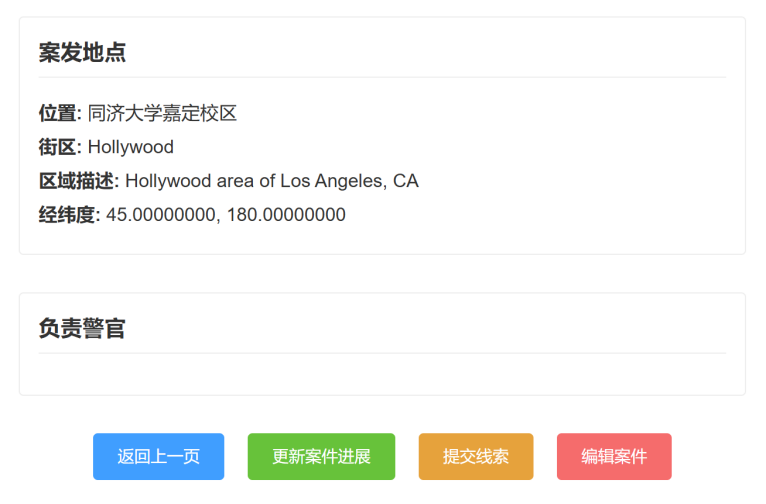 案发地点
位置: 同济大学嘉定校区
街区: Hollywood
区域描述: Hollywood area of Los Angeles, CA
经纬度: 45.00000000, 180.00000000
负责警官
返回上一页 更新案件进展 提交线索 编辑案件